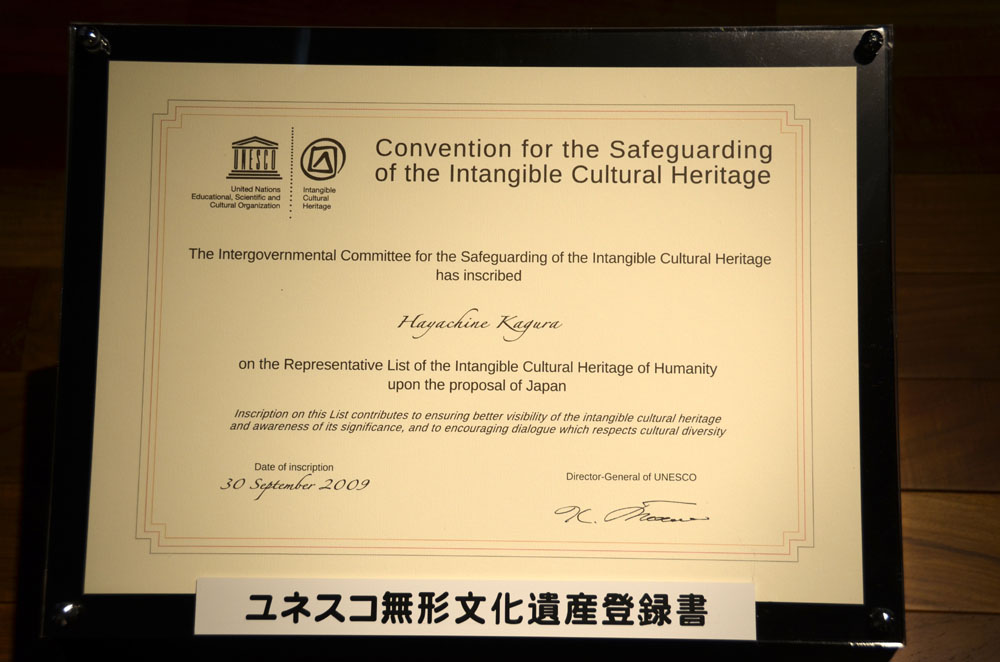 UNESCO
United Nations
Educational, Scientific and
Cultural Organization
Intangible
Cultural
Heritage
Convention for the Safeguarding
of the Intangible Cultural Heritage
The Intergovernmental Committee for the Safeguarding of the Intangible Cultural Heritage
has inscribed
Hayachine Kagura
on the Representative List of the Intangible Cultural Heritage of Humanity
upon the proposal of Japan
Inscription on this List contributes to ensuring better visibility of the intangible cultural heritage
and awareness of its significance, and to encouraging dialogue which respects cultural diversity
Date of inscription
30 September 2009
Director-General of UNESCO
ユネスコ無形文化遺産登録書